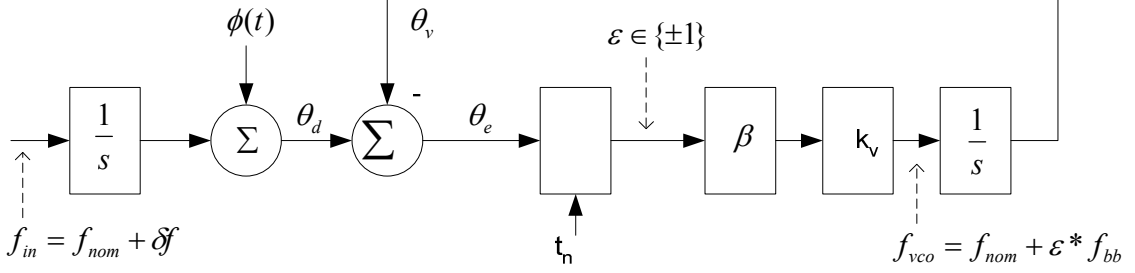 ϕ(t)
θ_v
ε ∈ {±1}
-
1/s
Σ
θ_d
Σ
θ_e
β
k_v
1/s
f_in = f_nom + δf
t_n
f_vco = f_nom + ε * f_bb